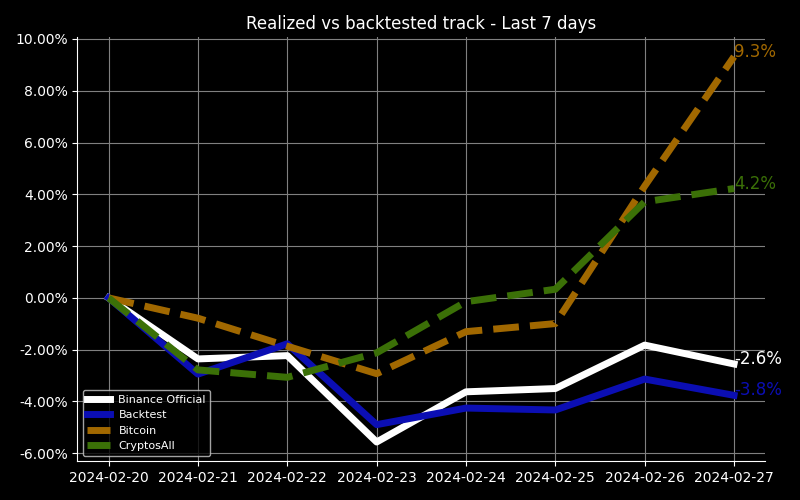 Realized vs backtested track - Last 7 days
10.00%
8.00%
6.00%
4.00%
2.00%
0.00%
-2.00%
-4.00%
-6.00%
9.3%
4.2%
-2.6%
-3.8%
Binance Official
Backtest
Bitcoin
CryptosAll
2024-02-20 2024-02-21 2024-02-22 2024-02-23 2024-02-24 2024-02-25 2024-02-26 2024-02-27